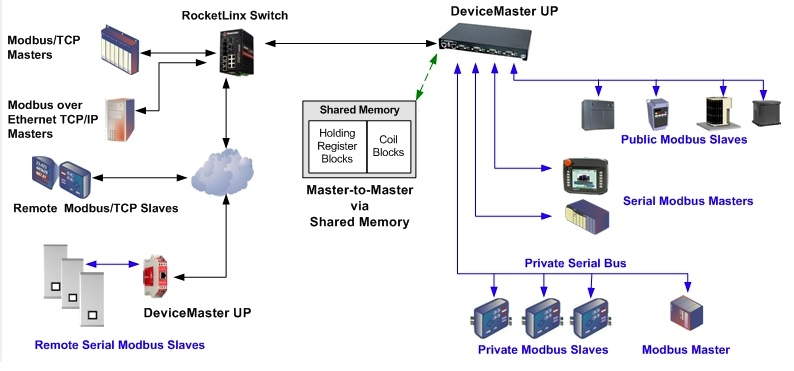 RocketLinx Switch
DeviceMaster UP
Modbus/TCP
Masters
Modbus over
Ethernet TCP/IP
Masters
Shared Memory
Holding
Register
Blocks
Coil
Blocks
Master-to-Master
via
Shared Memory
Public Modbus Slaves
Remote Modbus/TCP Slaves
Serial Modbus Masters
DeviceMaster UP
Remote Serial Modbus Slaves
Private Serial Bus
Private Modbus Slaves
Modbus Master